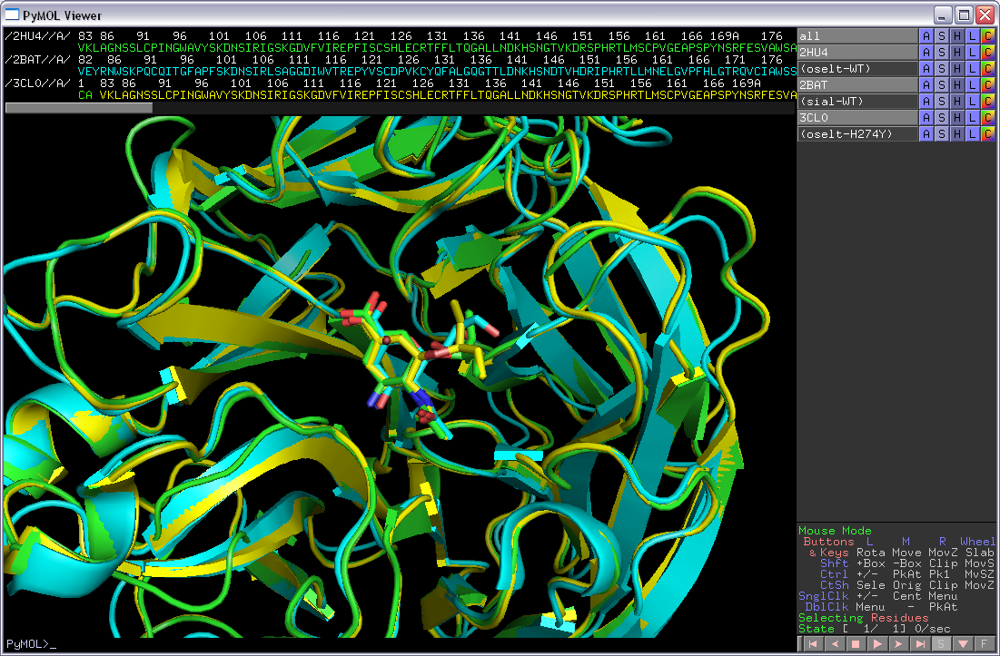 PyMOL Viewer
/2HU4//A/ 83 86 91 96 101 106 111 116 121 126 131 136 141 146 151 156 161 166 169A 176
VKLAGNSSLCPINGWAVYSKDNSIRIGSKGDVFVIREPFISCSHLECRTFFLTQGALLNDKHSNGTVKDRSPHRTLMSCPVGEAPSPYNSRFESVAWS
/2BAT//A/ 82 86 91 96 101 106 111 116 121 126 131 136 141 146 151 156 161 166 169A 176
VEYRNWSKPQCQITGFAPFSKDNSIRLSAGGDIWVTREPYVSCDPVKCYQFALGQGTTLDNKHSNDTVHDRIPHRTLLMNELGVPFHLGTRQVCIAWSS
/3CLO//A/ 1 83 86 91 96 101 106 111 116 121 126 131 136 141 146 151 156 161 166 169A
CA VKLAGNSSLCPINGWAVYSKDNSIRIGSKGDVFVIREPFISCSHLECRTFFLTQGALLNDKHSNGTVKDRSPHRTLMSCPVGEAPSPYNSRFESVA
all A S H L C
2HU4 A S H L C
(oselt-WT) A S H L C
2BAT A S H L C
(sial-WT) A S H L C
3CLO A S H L C
(oselt-H274Y) A S H L C
Mouse Mode
Buttons L M R Wheel
& Keys Rota Move MovZ Slab
Shft +Box -Box Clip MovS
Ctrl +/- PkAt Pk1 MvSZ
CtSh Sele Orig Clip MovZ
SnglClk +/- Cent Menu
DblClk Menu - PkAt
Selecting Residues
State [ 1/ 1] 0/sec
S F
PyMOL>_